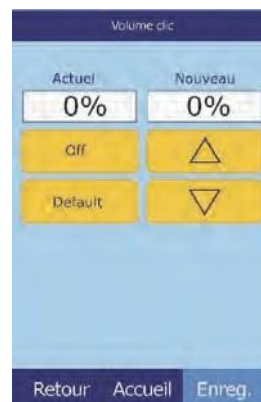 Volume clic
Actuel Nouveau
0% 0%
Off
Default
Retour Accueil Enreg.